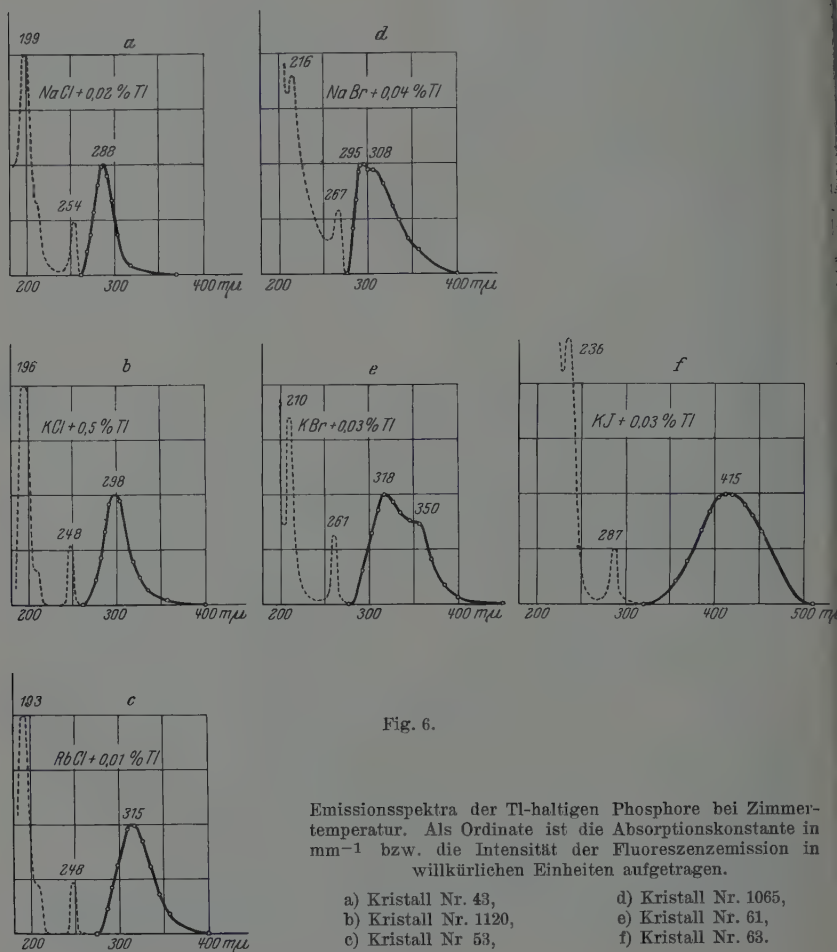 a
199
NaCl+0,02 %Tl
288
254
200 300 400 mμ
d
216
NaBr+0,04 %Tl
295 308
267
200 300 400 mμ
b
196
KCl+0,5 %Tl
298
248
200 300 400 mμ
e
210
KBr+0,03 %Tl
318
350
261
200 300 400
f
236
KJ+0,03 %Tl
415
287
200 300 400 500 mμ
c
193
RbCl+0,01 %Tl
315
248
200 300 400
Fig. 6.
Emissionsspektra der Tl-haltigen Phosphore bei Zimmer-
temperatur. Als Ordinate ist die Absorptionskonstante in
mm⁻¹ bzw. die Intensität der Fluoreszenzemission in
willkürlichen Einheiten aufgetragen.
a) Kristall Nr. 43,
b) Kristall Nr. 1120,
c) Kristall Nr 53,
d) Kristall Nr. 1065,
e) Kristall Nr. 61,
f) Kristall Nr. 63.